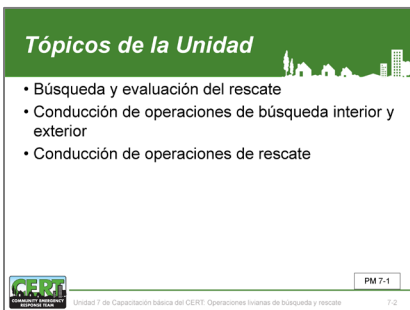 Tópicos de la Unidad
• Búsqueda y evaluación del rescate
• Conducción de operaciones de búsqueda interior y
exterior
• Conducción de operaciones de rescate
PM 7-1
CERT
COMMUNITY EMERGENCY
RESPONSE TEAM
Unidad 7 de Capacitación básica del CERT: Operaciones livianas de búsqueda y rescate
7-2